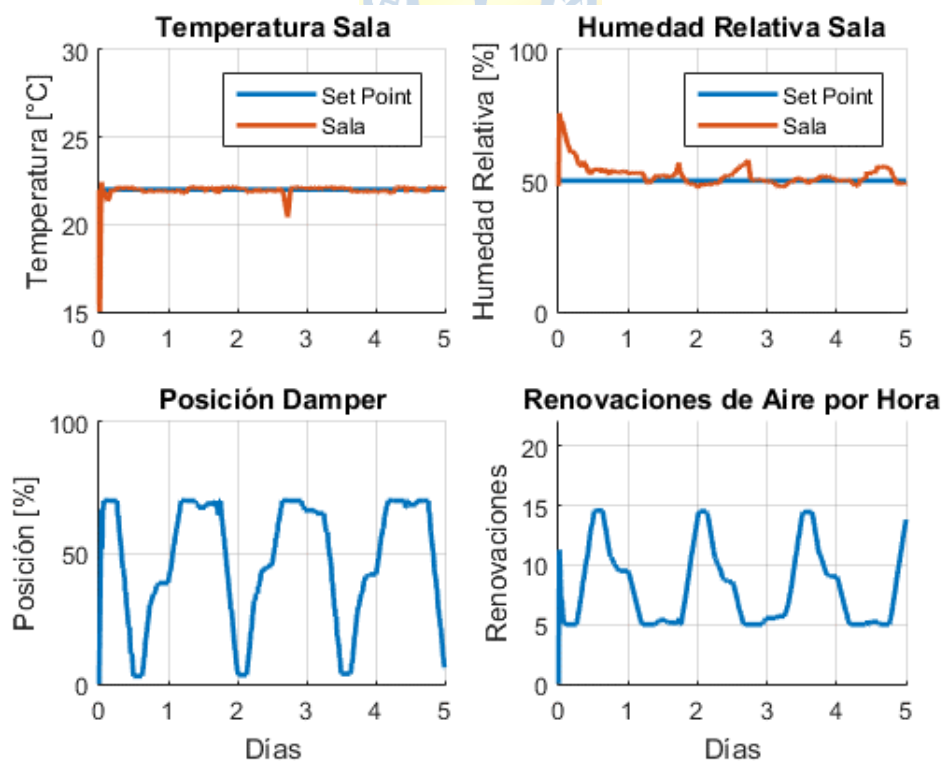 Temperatura Sala
Temperatura [°C]
30
25
20
15
0 1 2 3 4 5
Set Point
Sala
Humedad Relativa Sala
Humedad Relativa [%]
100
50
0
0 1 2 3 4 5
Set Point
Sala
Posición Damper
Posición [%]
100
50
0
0 1 2 3 4 5
Días
Renovaciones de Aire por Hora
Renovaciones
20
15
10
5
0
0 1 2 3 4 5
Días